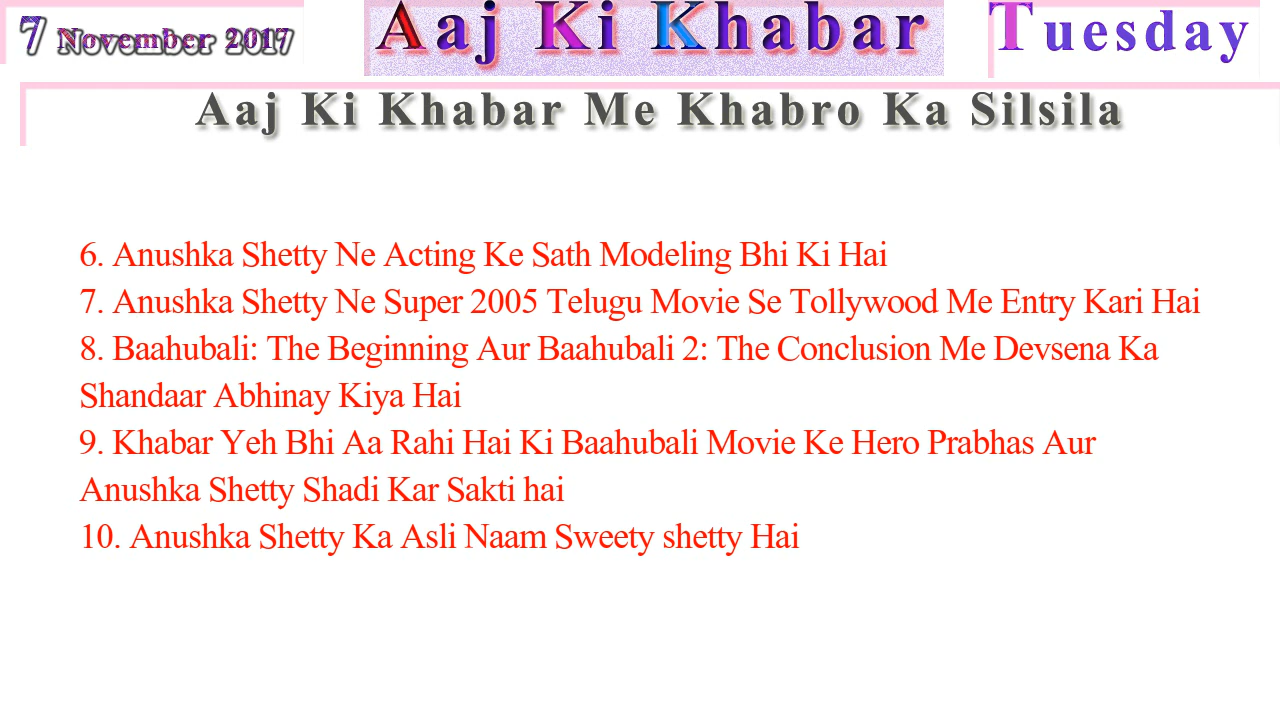 7 November 2017
Aaj Ki Khabar
Tuesday
Aaj Ki Khabar Me Khabro Ka Silsila
6. Anushka Shetty Ne Acting Ke Sath Modeling Bhi Ki Hai
7. Anushka Shetty Ne Super 2005 Telugu Movie Se Tollywood Me Entry Kari Hai
8. Baahubali: The Beginning Aur Baahubali 2: The Conclusion Me Devsena Ka
Shandaar Abhinay Kiya Hai
9. Khabar Yeh Bhi Aa Rahi Hai Ki Baahubali Movie Ke Hero Prabhas Aur
Anushka Shetty Shadi Kar Sakti hai
10. Anushka Shetty Ka Asli Naam Sweety shetty Hai